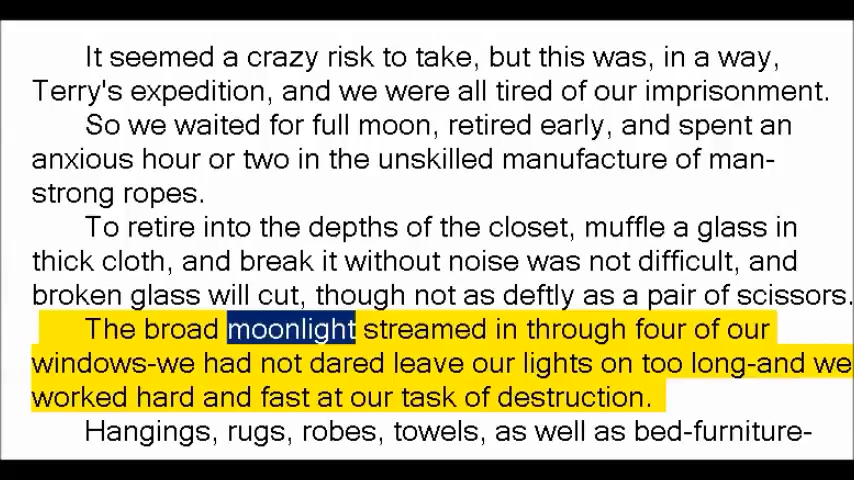 It seemed a crazy risk to take, but this was, in a way,
Terry's expedition, and we were all tired of our imprisonment.
So we waited for full moon, retired early, and spent an
anxious hour or two in the unskilled manufacture of man-
strong ropes.
To retire into the depths of the closet, muffle a glass in
thick cloth, and break it without noise was not difficult, and
broken glass will cut, though not as deftly as a pair of scissors.
The broad moonlight streamed in through four of our
windows-we had not dared leave our lights on too long-and we
worked hard and fast at our task of destruction.
Hangings, rugs, robes, towels, as well as bed-furniture-